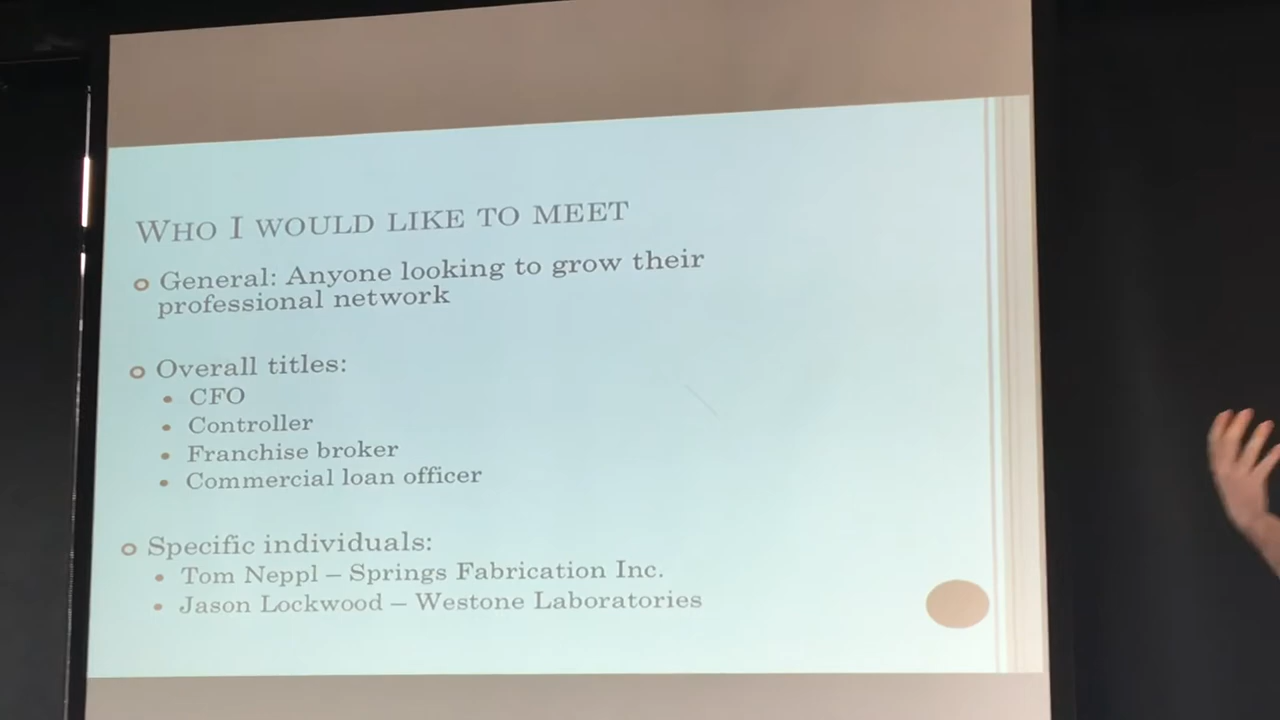 Who I would like to meet
General: Anyone looking to grow their
professional network
Overall titles:
CFO
Controller
Franchise broker
Commercial loan officer
Specific individuals:
Tom Neppl – Springs Fabrication Inc.
Jason Lockwood – Westone Laboratories